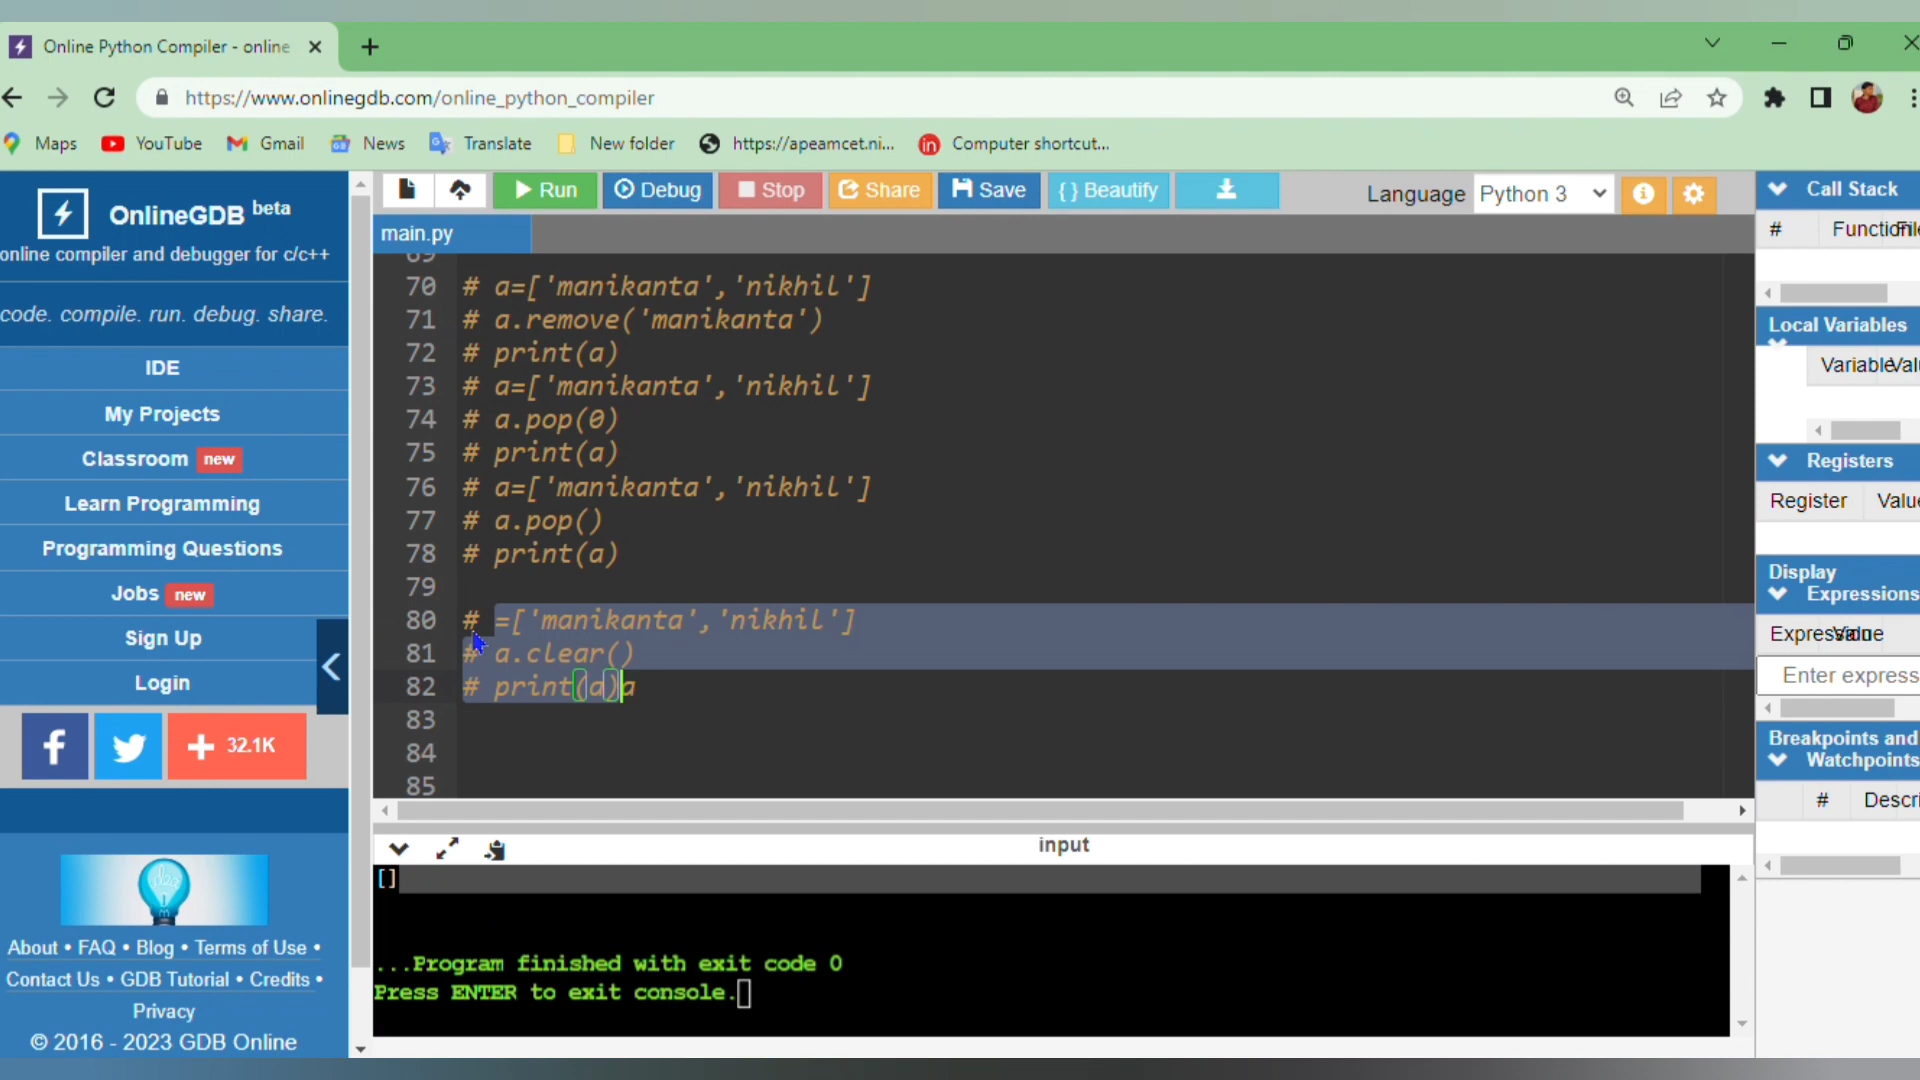 Online Python Compiler - online
https://www.onlinegdb.com/online_python_compiler
Maps YouTube Gmail News Translate New folder https://apeamcet.ni... Computer shortcut...
OnlineGDB beta
online compiler and debugger for c/c++
code. compile. run. debug. share.
IDE
My Projects
Classroom new
Learn Programming
Programming Questions
Jobs new
Sign Up
Login
32.1K
About • FAQ • Blog • Terms of Use •
Contact Us • GDB Tutorial • Credits •
Privacy
© 2016 - 2023 GDB Online
Run Debug Stop Share Save { } Beautify Language Python 3
main.py
69
70 # a=['manikanta','nikhil']
71 # a.remove('manikanta')
72 # print(a)
73 # a=['manikanta','nikhil']
74 # a.pop(0)
75 # print(a)
76 # a=['manikanta','nikhil']
77 # a.pop()
78 # print(a)
79
80 # =['manikanta','nikhil']
81 # a.clear()
82 # print(a)a
83
84
85
input
[]
...Program finished with exit code 0
Press ENTER to exit console.
Call Stack
# Function
Local Variables
Variable
Registers
Register
Display
Expressions
Enter
Breakpoints and
Watchpoints
#